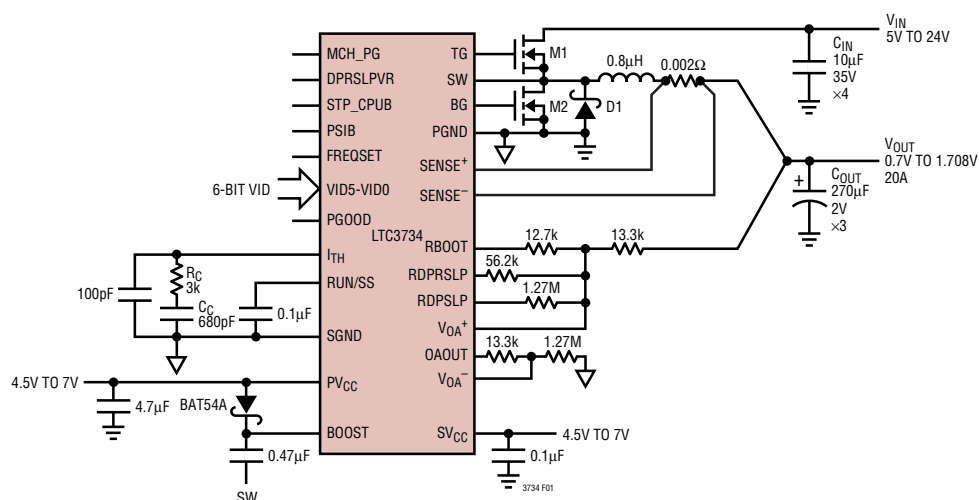 MCH_PG
DPRSLPVR
STP_CPUB
PSIB
FREQSET
6-BIT VID
VID5-VID0
PGOOD
LTC3734
ITH
RC
3k
100pF
CC
680pF
RUN/SS
0.1µF
SGND
4.5V TO 7V
PVCC
4.7µF
BAT54A
BOOST
0.47µF
SW
TG
SW
BG
PGND
SENSE+
SENSE–
M1
M2
D1
0.8µH
0.002Ω
VIN
5V TO 24V
CIN
10µF
35V
×4
VOUT
0.7V TO 1.708V
20A
+
COUT
270µF
2V
×3
RBOOT
12.7k
13.3k
RDPRSLP
56.2k
RDPSLP
1.27M
VOA+
OAOUT
13.3k
1.27M
VOA–
SVCC
4.5V TO 7V
0.1µF
3734 F01